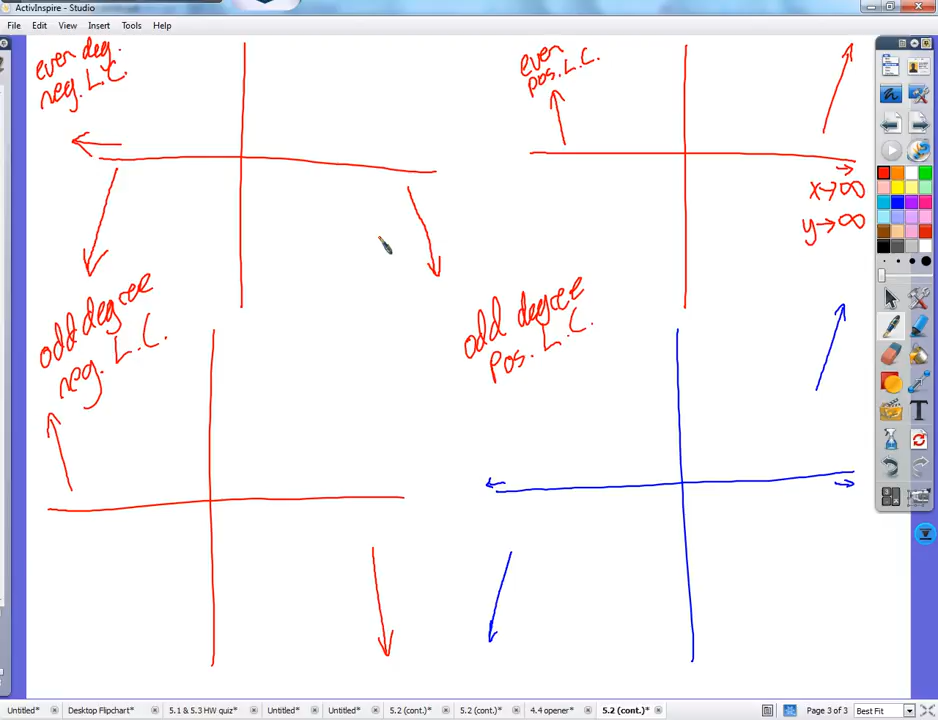 ActivInspire - Studio
File Edit View Insert Tools Help
even deg.
neg. L.C.
even
pos. L.C.
x→∞
y→∞
odd degree
neg. L.C.
odd degree
Pos. L.C.
T
Untitled* Desktop Flipchart* 5.1 & 5.3 HW quiz* Untitled* Untitled* 5.2 (cont.)* 5.2 (cont.)* 4.4 opener* 5.2 (cont.)* Page 3 of 3 Best Fit